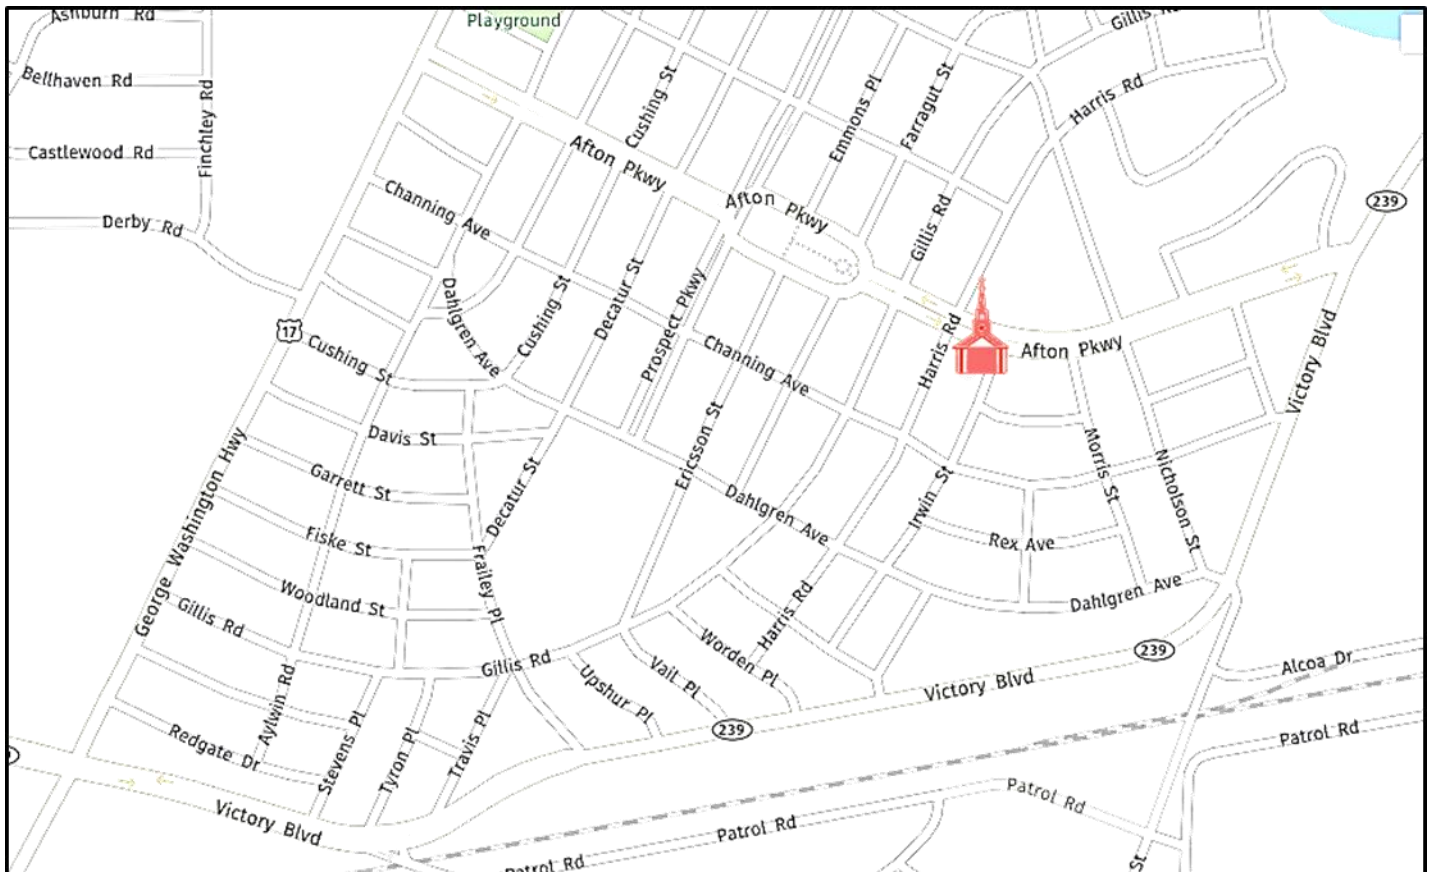 Ashburn Rd
Playground
Gillis Rd
Bellhaven Rd
Finchley Rd
Cushing St
Emmons Pl
Farragut St
Harris Rd
Castlewood Rd
Afton Pkwy
Afton Pkwy
239
Channing Ave
Derby Rd
Gillis Rd
Dahlgren Ave
Cushing St
Decatur St
Prospect Pkwy
17
Cushing St
Channing Ave
Harris Rd
Afton Pkwy
Victory Blvd
Davis St
Ericsson St
Morris St
Nicholson St
George Washington Hwy
Garrett St
Decatur St
Dahlgren Ave
Irwin St
Fiske St
Rex Ave
Frailey Pl
Woodland St
Dahlgren Ave
Gillis Rd
Harris Rd
Gillis Rd
Worden Pl
239
Alcoa Dr
Upshur Pl
Vail Pl
Victory Blvd
Aylwin Rd
239
Redgate Dr
Stevens Pl
Tyron Pl
Travis Pl
Patrol Rd
Patrol Rd
Victory Blvd
Patrol Rd
Patrol Rd
St